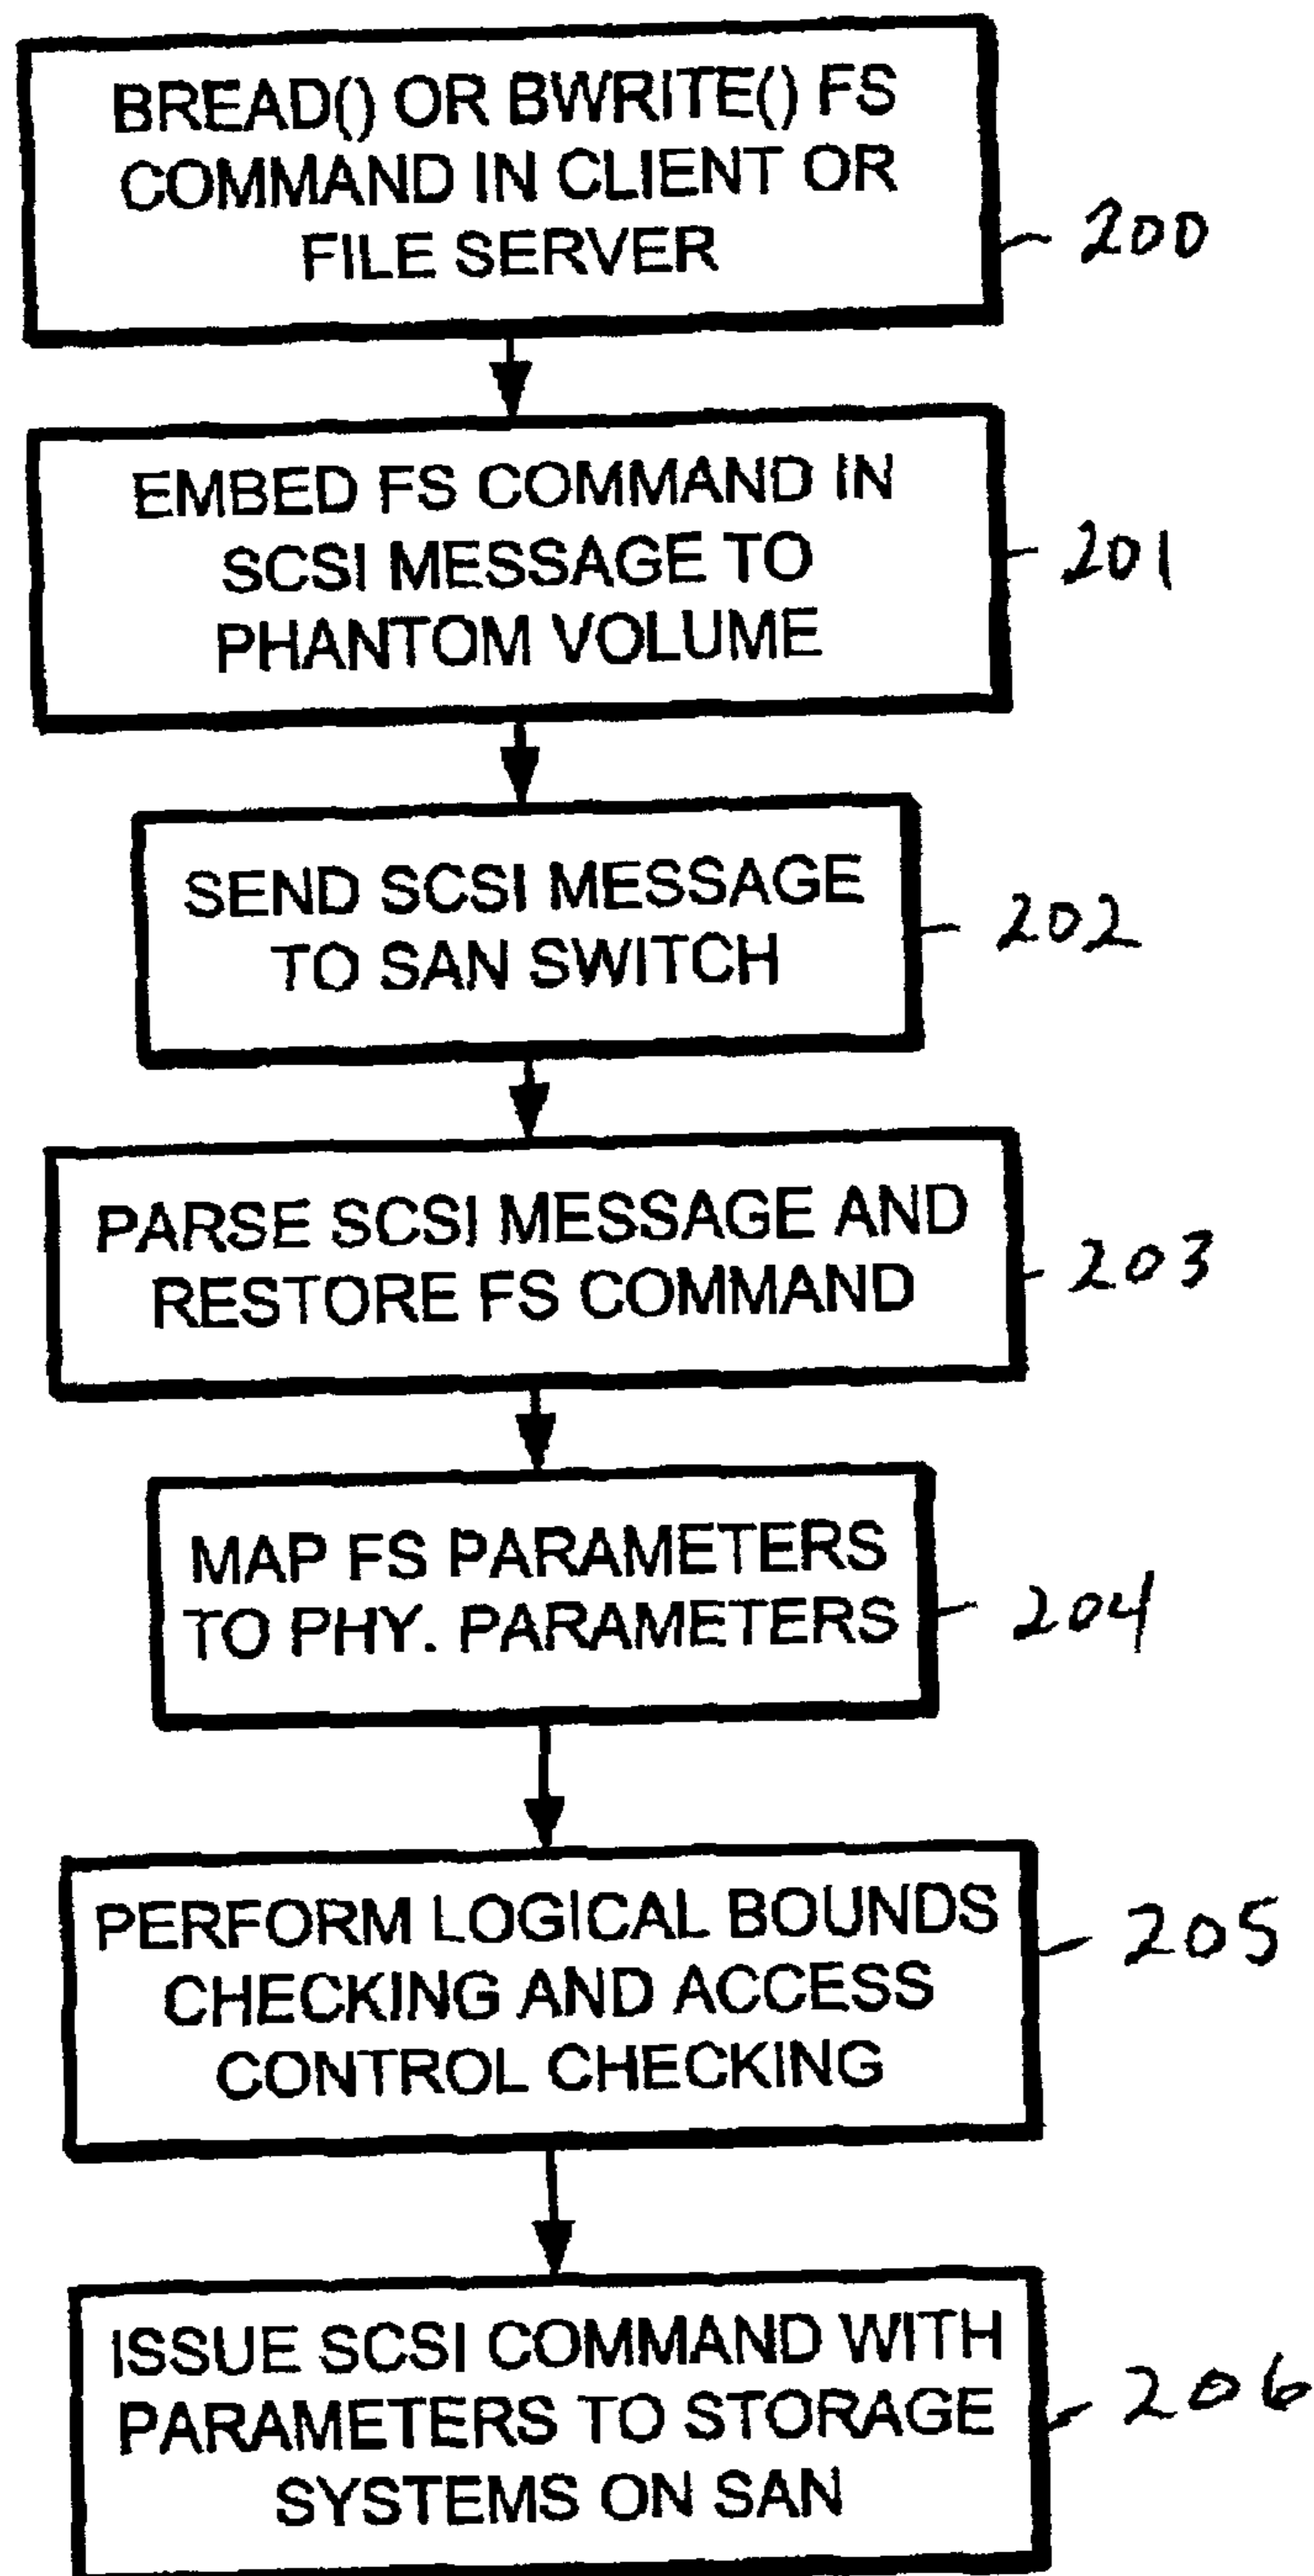 BREAD() OR BWRITE() FS
COMMAND IN CLIENT OR
FILE SERVER
200
EMBED FS COMMAND IN
SCSI MESSAGE TO
PHANTOM VOLUME
201
SEND SCSI MESSAGE
TO SAN SWITCH
202
PARSE SCSI MESSAGE AND
RESTORE FS COMMAND
203
MAP FS PARAMETERS
TO PHY. PARAMETERS
204
PERFORM LOGICAL BOUNDS
CHECKING AND ACCESS
CONTROL CHECKING
205
ISSUE SCSI COMMAND WITH
PARAMETERS TO STORAGE
SYSTEMS ON SAN
206